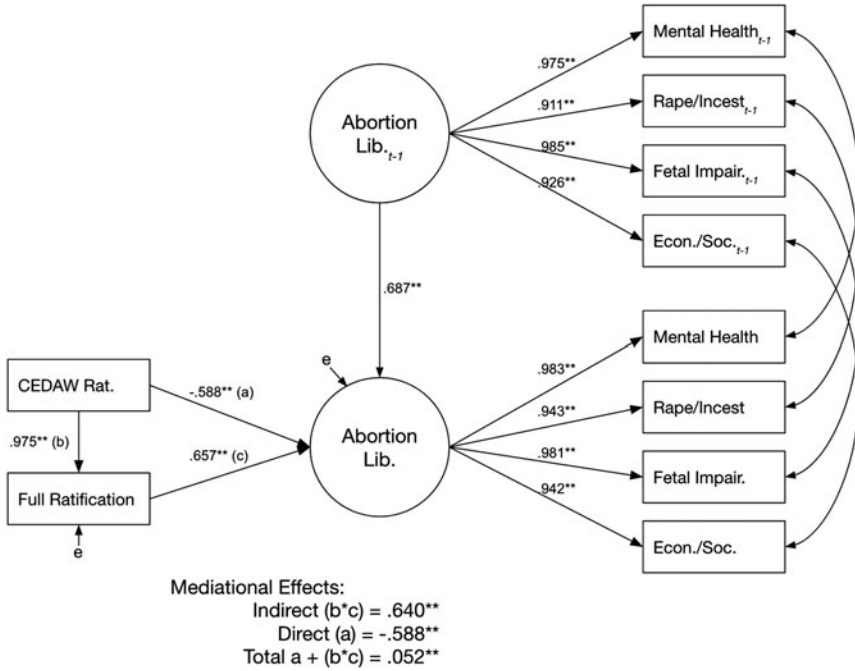 Mental Health t-1
.975**
Rape/Incest t-1
.911**
Abortion
Lib. t-1
.985**
Fetal Impair. t-1
.926**
Econ./Soc. t-1
.687**
Mental Health
e
.983**
CEDAW Rat.
-.588** (a)
Rape/Incest
.943**
Abortion
Lib.
.975** (b)
.657** (c)
.981**
Fetal Impair.
Full Ratification
.942**
Econ./Soc.
e
Mediational Effects:
Indirect (b*c) = .640**
Direct (a) = -.588**
Total a + (b*c) = .052**